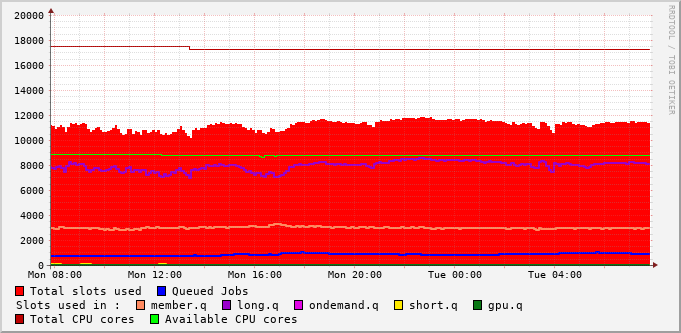 20000
18000
16000
14000
12000
10000
8000
6000
4000
2000
0
Mon 08:00 Mon 12:00 Mon 16:00 Mon 20:00 Tue 00:00 Tue 04:00
Total slots used Queued Jobs
Slots used in : member.q long.q ondemand.q short.q gpu.q
Total CPU cores Available CPU cores
RRDTOOL / TOBI OETIKER